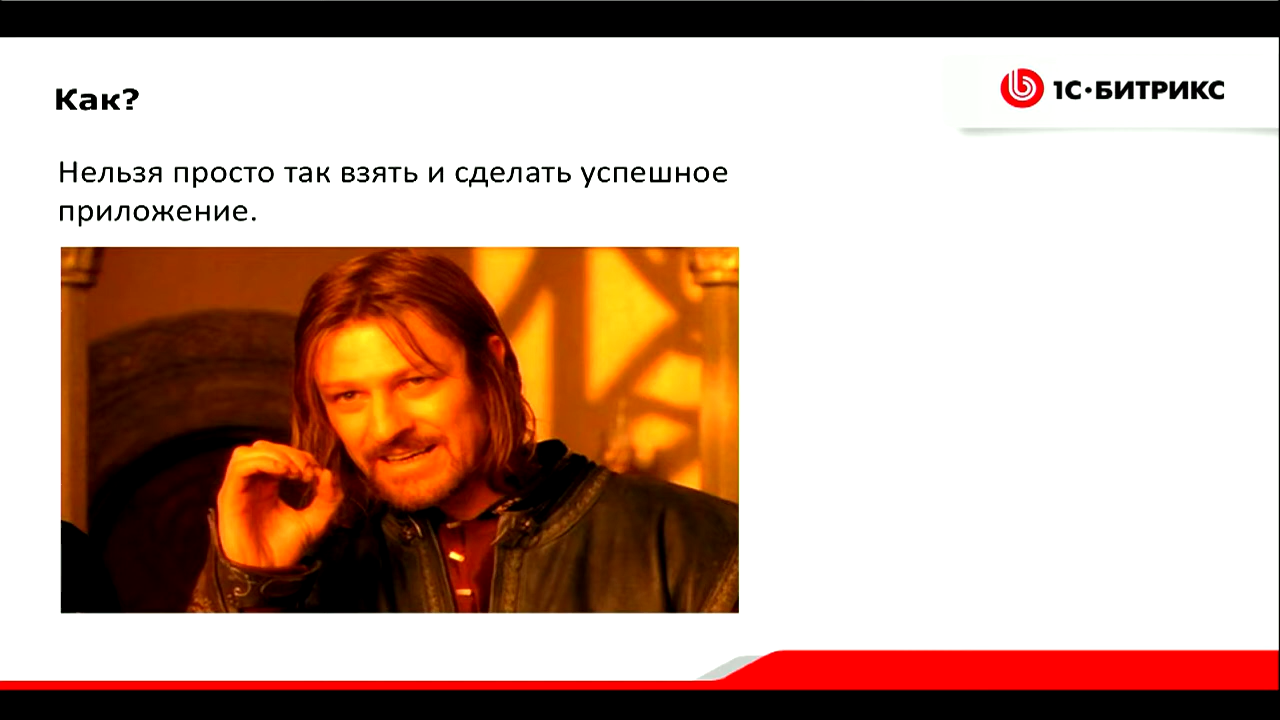 1С·БИТРИКС
Как?
Нельзя просто так взять и сделать успешное
приложение.